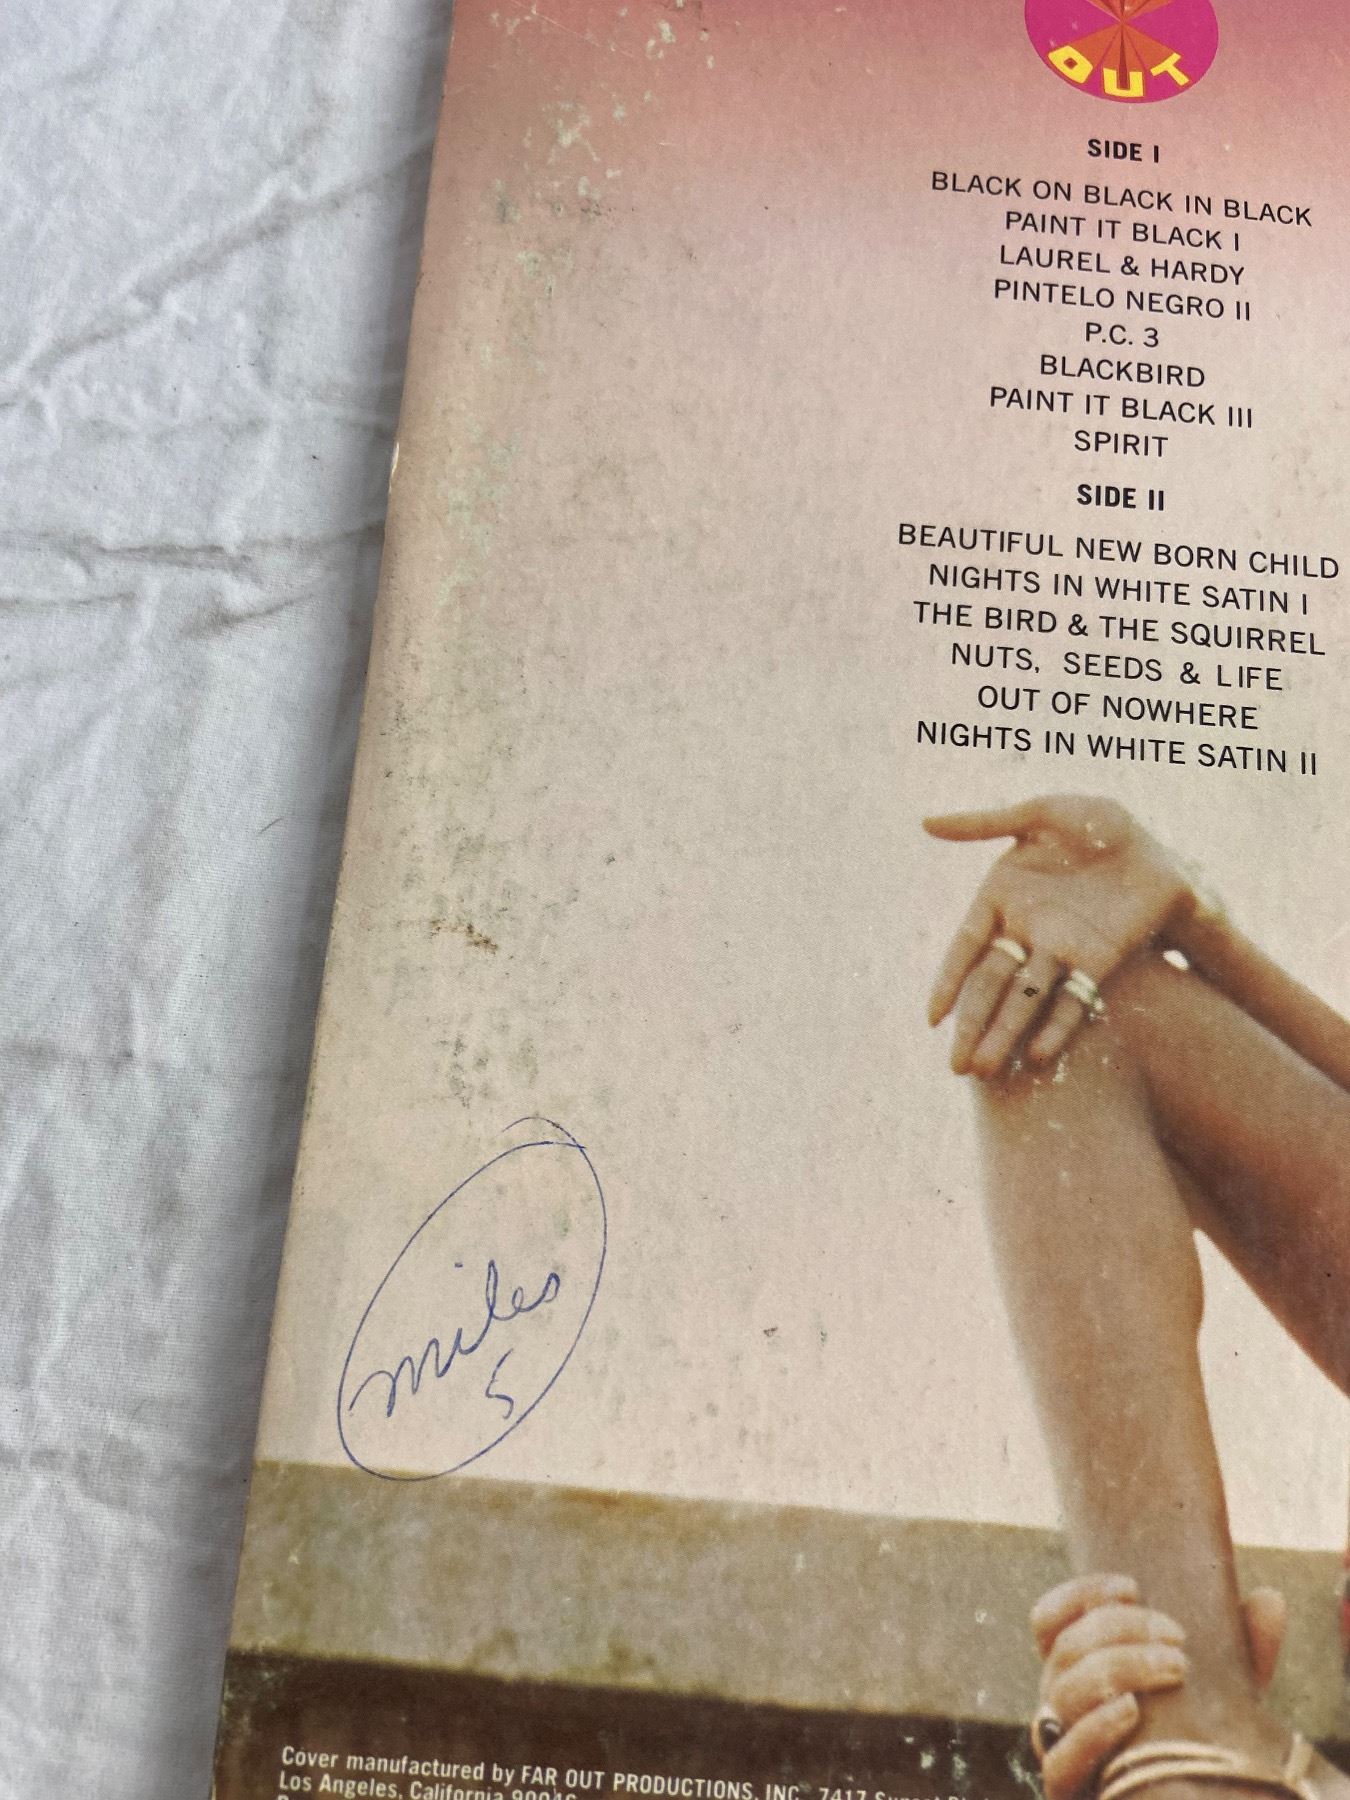 OUT
SIDE I
BLACK ON BLACK IN BLACK
PAINT IT BLACK I
LAUREL & HARDY
PINTELO NEGRO II
P.C. 3
BLACKBIRD
PAINT IT BLACK III
SPIRIT
SIDE II
BEAUTIFUL NEW BORN CHILD
NIGHTS IN WHITE SATIN I
THE BIRD & THE SQUIRREL
NUTS, SEEDS & LIFE
OUT OF NOWHERE
NIGHTS IN WHITE SATIN II
miles
5
Cover manufactured by FAR OUT PRODUCTIONS, INC. 7417
Los Angeles, California